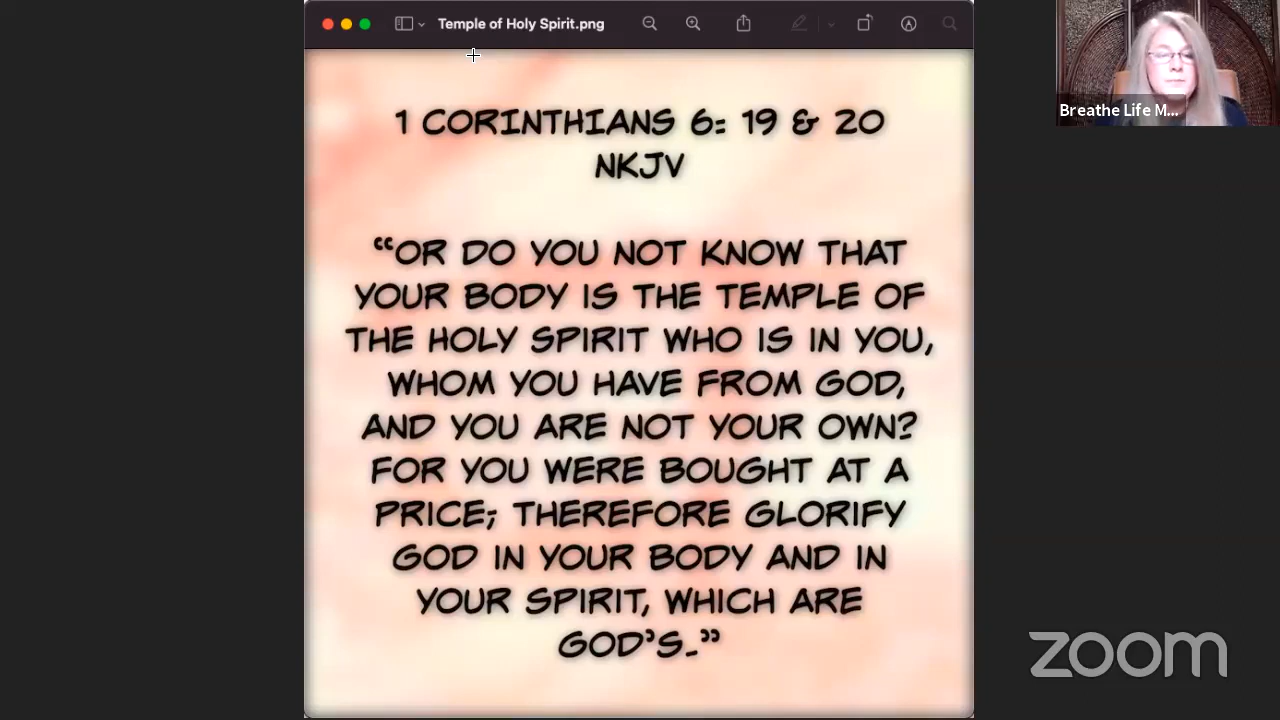 Temple of Holy Spirit.png
Breathe Life M...
1 CORINTHIANS 6: 19 & 20
NKJV
“OR DO YOU NOT KNOW THAT
YOUR BODY IS THE TEMPLE OF
THE HOLY SPIRIT WHO IS IN YOU,
WHOM YOU HAVE FROM GOD,
AND YOU ARE NOT YOUR OWN?
FOR YOU WERE BOUGHT AT A
PRICE; THEREFORE GLORIFY
GOD IN YOUR BODY AND IN
YOUR SPIRIT, WHICH ARE
GOD’S.”
zoom